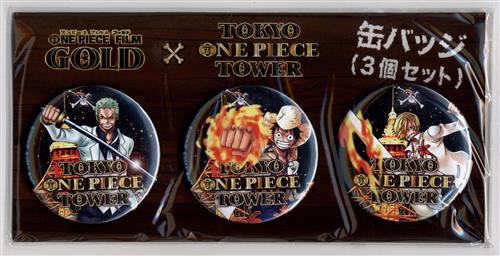 ワンピース フィルム ゴールド
ONE PIECE FILM
GOLD
×
TOKYO
ONE PIECE
TOWER
缶バッジ
(3個セット)
TOKYO
ONE PIECE
TOWER
TOKYO
ONE PIECE
TOWER
TOKYO
ONE PIECE
TOWER